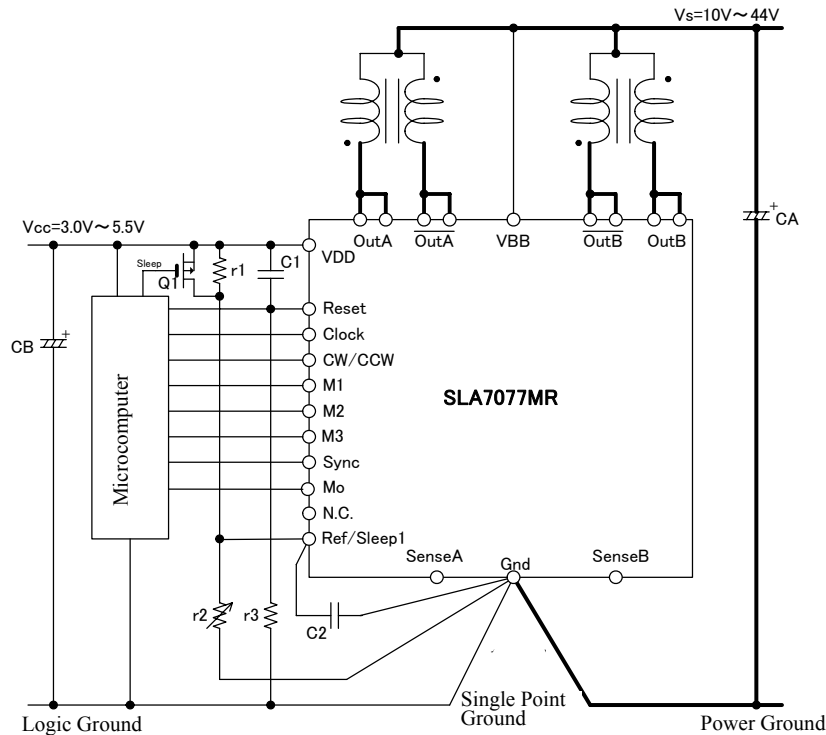 Vs=10V～44V
CA
+
OutA
OutA
VBB
OutB
OutB
Vcc=3.0V～5.5V
VDD
Sleep
Q1
r1
C1
CB
+
Microcomputer
Reset
Clock
CW/CCW
M1
M2
M3
Sync
Mo
N.C.
Ref/Sleep1
SLA7077MR
SenseA
Gnd
SenseB
r2
r3
C2
Logic Ground
Single Point
Ground
Power Ground